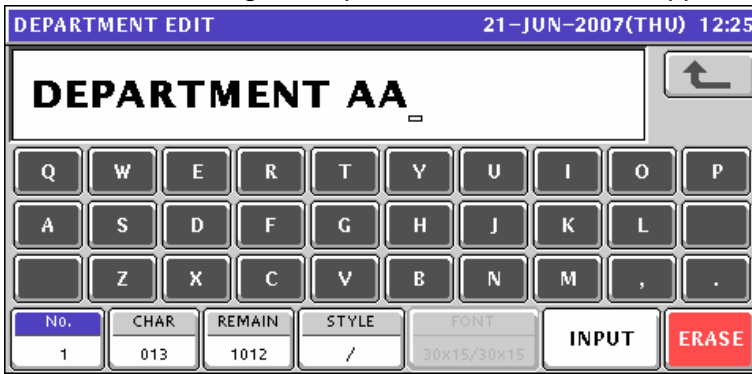 DEPARTMENT EDIT 21-JUN-2007(THU) 12:25
DEPARTMENT AA_
Q W E R T Y U I O P
A S D F G H J K L
Z X C V B N M , .
No. CHAR REMAIN STYLE FONT INPUT ERASE
1 013 1012 / 30x15/30x15